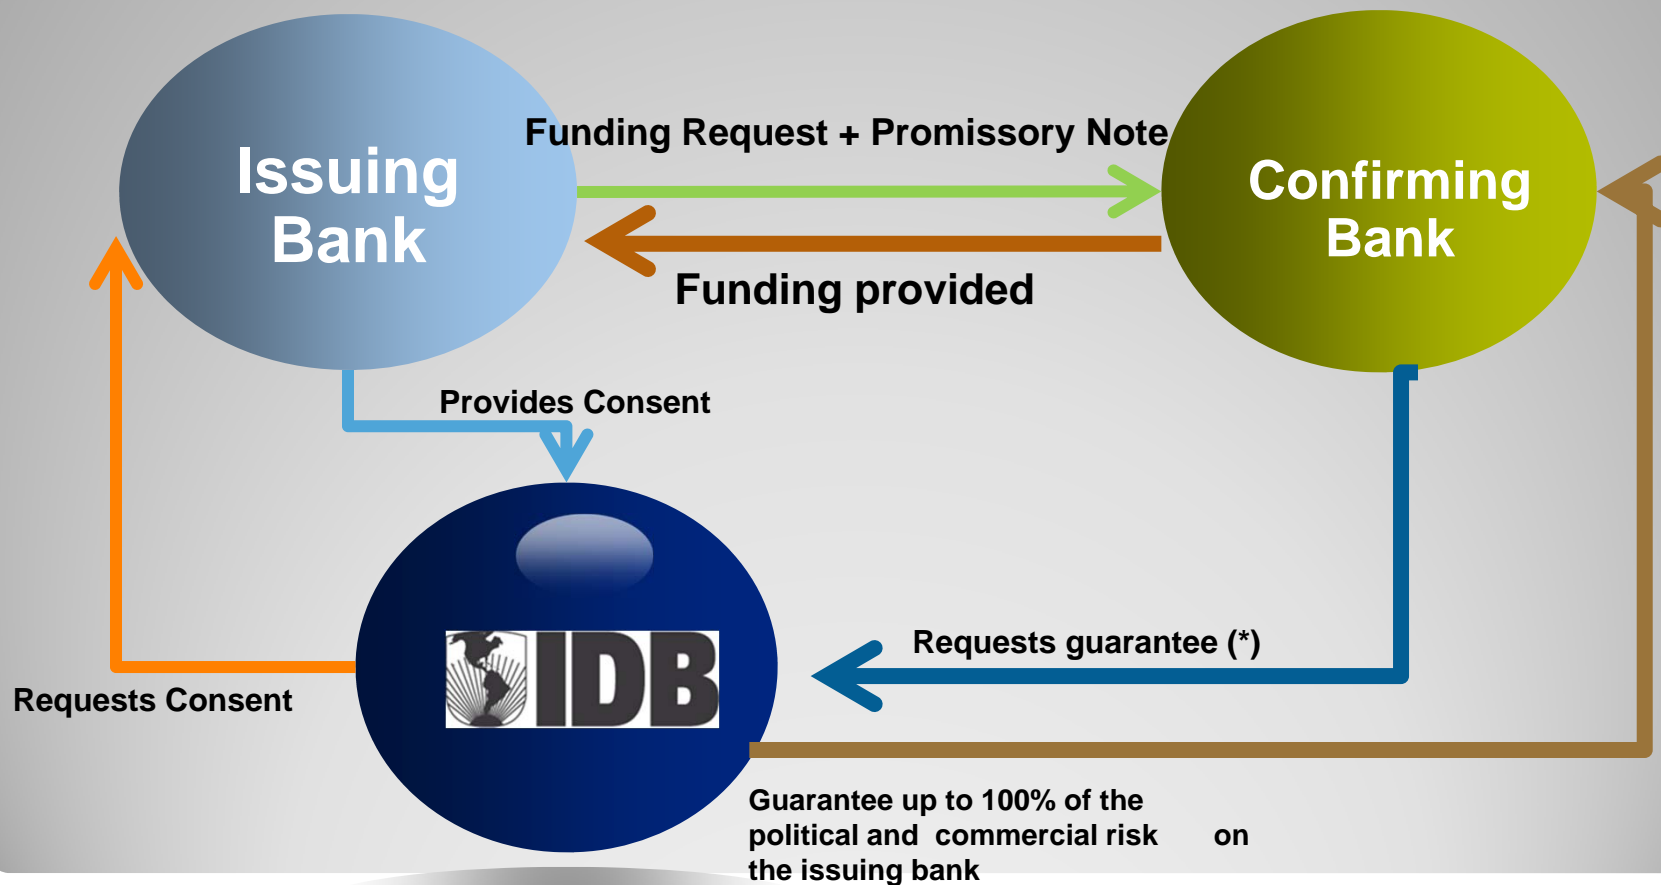 Funding Request + Promissory Note
Issuing
Bank
Confirming
Bank
Funding provided
Provides Consent
IDB
Requests guarantee (*)
Requests Consent
Guarantee up to 100% of the
political and commercial risk on
the issuing bank